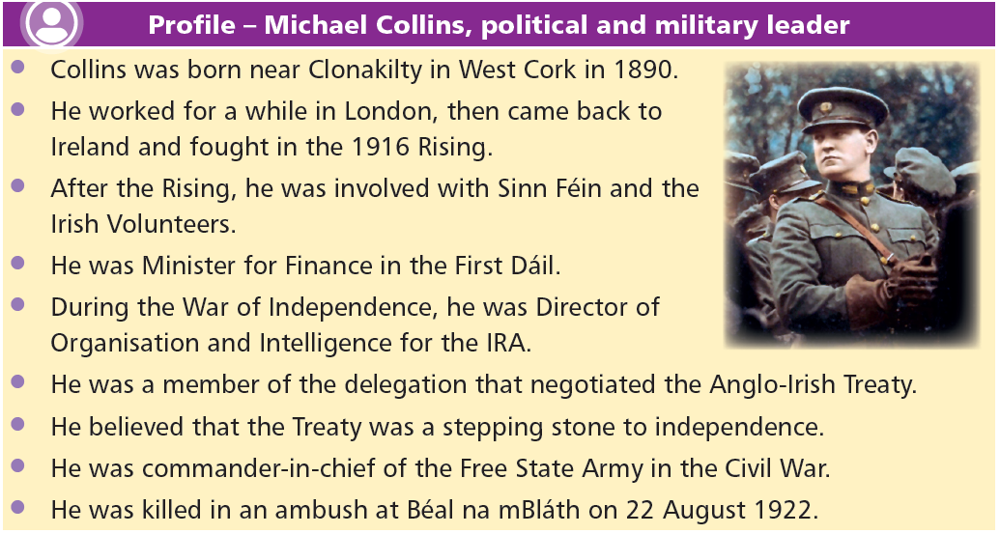 Profile – Michael Collins, political and military leader
• Collins was born near Clonakilty in West Cork in 1890.
• He worked for a while in London, then came back to
Ireland and fought in the 1916 Rising.
• After the Rising, he was involved with Sinn Féin and the
Irish Volunteers.
• He was Minister for Finance in the First Dáil.
• During the War of Independence, he was Director of
Organisation and Intelligence for the IRA.
• He was a member of the delegation that negotiated the Anglo-Irish Treaty.
• He believed that the Treaty was a stepping stone to independence.
• He was commander-in-chief of the Free State Army in the Civil War.
• He was killed in an ambush at Béal na mBláth on 22 August 1922.